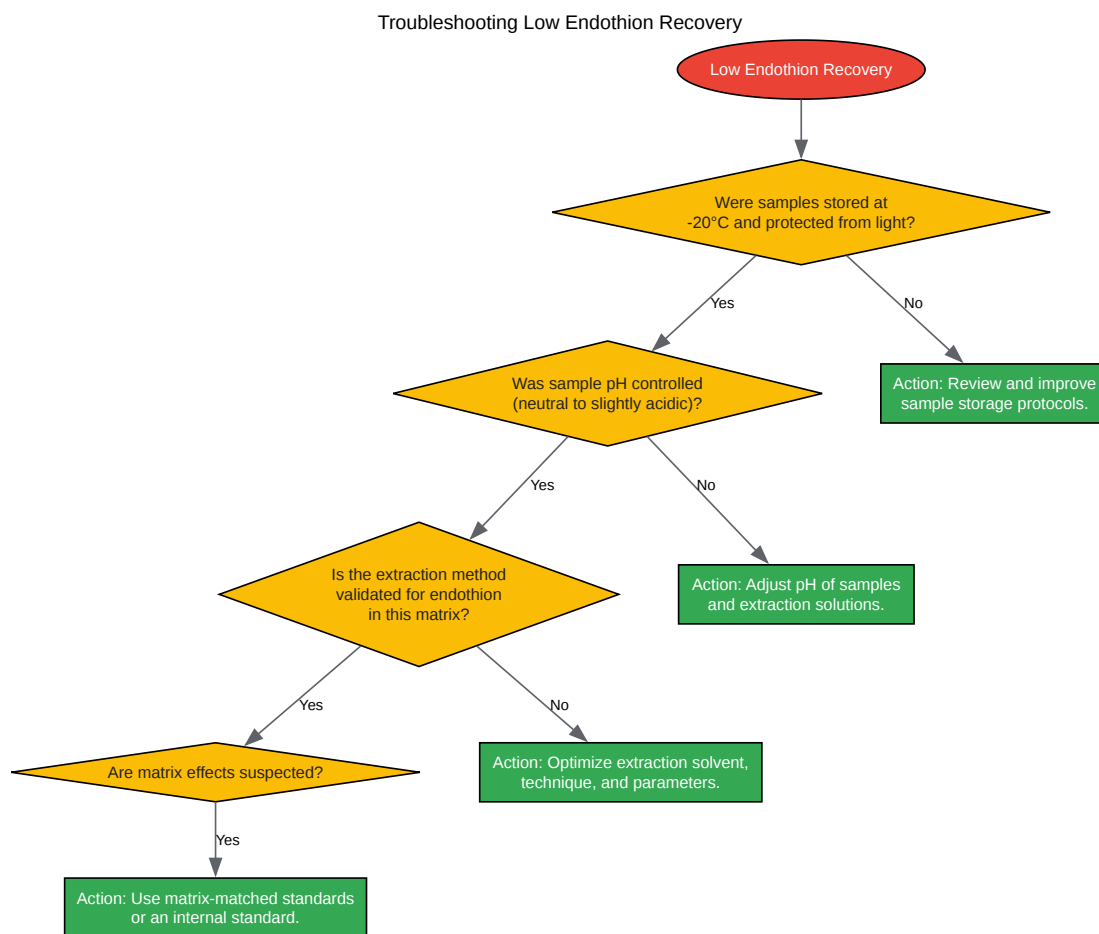 Troubleshooting Low Endothion Recovery
Low Endothion Recovery
Were samples stored at
-20°C and protected from light?
Yes
No
Was sample pH controlled
(neutral to slightly acidic)?
Action: Review and improve
sample storage protocols.
Yes
No
Is the extraction method
validated for endothion
in this matrix?
Action: Adjust pH of samples
and extraction solutions.
Yes
No
Are matrix effects suspected?
Action: Optimize extraction solvent,
technique, and parameters.
Yes
Action: Use matrix-matched standards
or an internal standard.